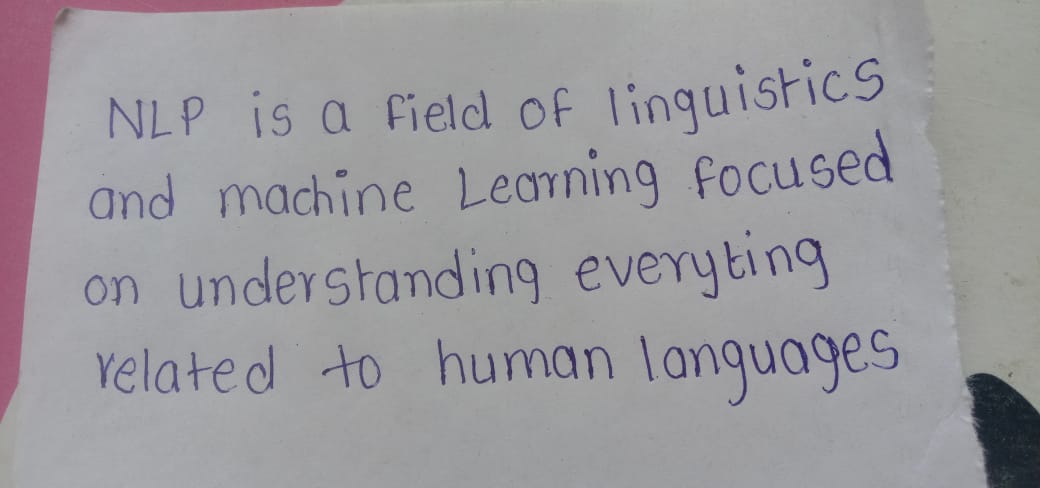 NLP is a field of linguistics
and machine Learning focused
on understanding everyting
related to human languages